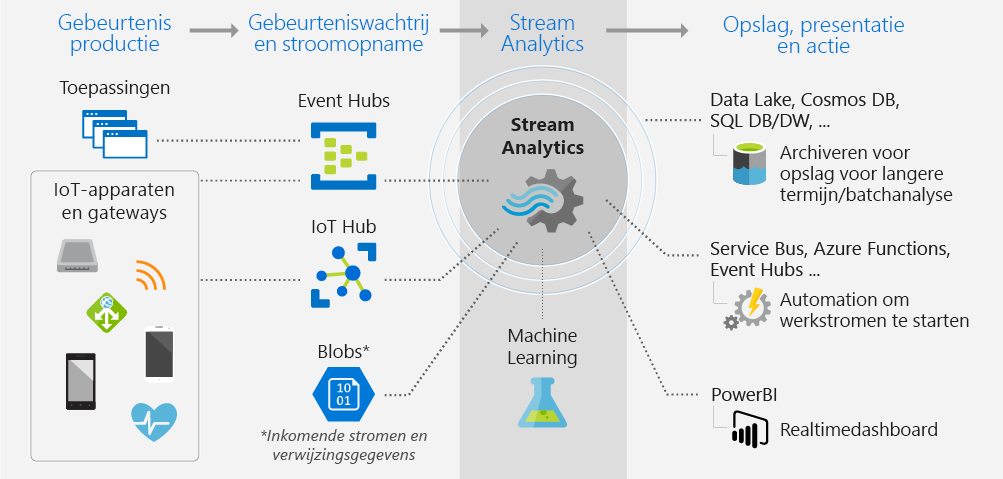 Gebeurtenis
productie
Gebeurteniswachtrij
en stroomopname
Stream
Analytics
Opslag, presentatie
en actie
Toepassingen
IoT-apparaten
en gateways
Event Hubs
IoT Hub
Blobs*
10
01
*Inkomende stromen en
verwijzingsgegevens
Stream
Analytics
Machine
Learning
Data Lake, Cosmos DB,
SQL DB/DW, ...
Archiveren voor
opslag voor langere
termijn/batchanalyse
Service Bus, Azure Functions,
Event Hubs ...
Automation om
werkstromen te starten
PowerBI
Realtimedashboard